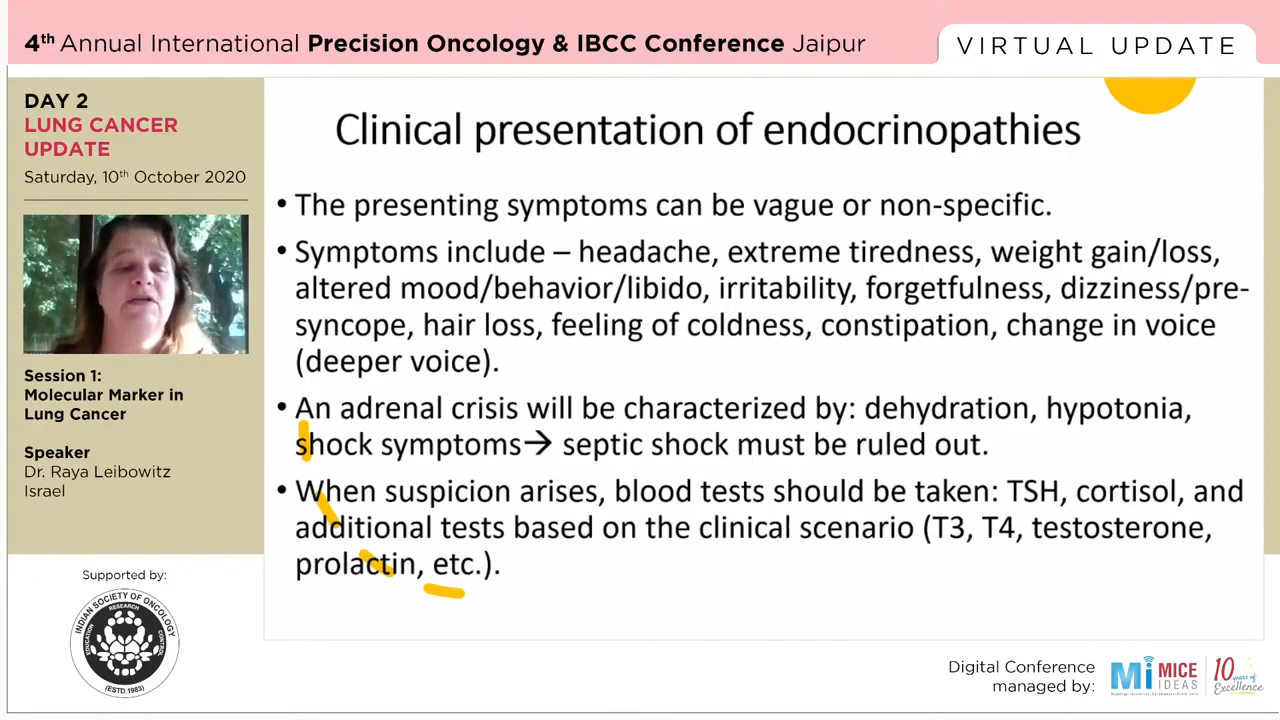 4th Annual International Precision Oncology & IBCC Conference Jaipur
VIRTUAL UPDATE
DAY 2
LUNG CANCER
UPDATE
Saturday, 10th October 2020
Session 1:
Molecular Marker in
Lung Cancer
Speaker
Dr. Raya Leibowitz
Israel
Supported by:
INDIAN SOCIETY OF ONCOLOGY
EDUCATION RESEARCH CONTROL
(ESTD.1983)
Clinical presentation of endocrinopathies
• The presenting symptoms can be vague or non-specific.
• Symptoms include – headache, extreme tiredness, weight gain/loss,
altered mood/behavior/libido, irritability, forgetfulness, dizziness/pre-
syncope, hair loss, feeling of coldness, constipation, change in voice
(deeper voice).
• An adrenal crisis will be characterized by: dehydration, hypotonia,
shock symptoms→ septic shock must be ruled out.
• When suspicion arises, blood tests should be taken: TSH, cortisol, and
additional tests based on the clinical scenario (T3, T4, testosterone,
prolactin, etc.).
Digital Conference
managed by:
Mi MICE
IDEAS
10 years of
Excellence